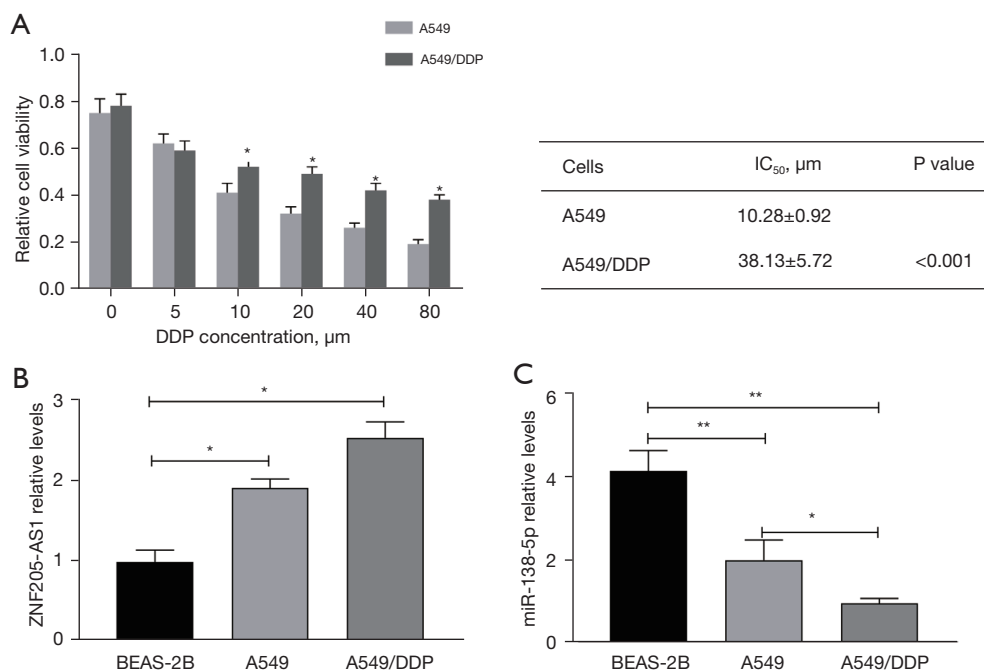 A
A549
A549/DDP
1.0
0.8
0.6
0.4
0.2
0.0
Relative cell viability
* * * *
0 5 10 20 40 80
DDP concentration, μm
Cells IC₅₀, μm P value
A549 10.28±0.92
A549/DDP 38.13±5.72 <0.001
B
3
2
1
0
ZNF205-AS1 relative levels
*
*
BEAS-2B A549 A549/DDP
C
6
4
2
0
miR-138-5p relative levels
**
**
*
BEAS-2B A549 A549/DDP